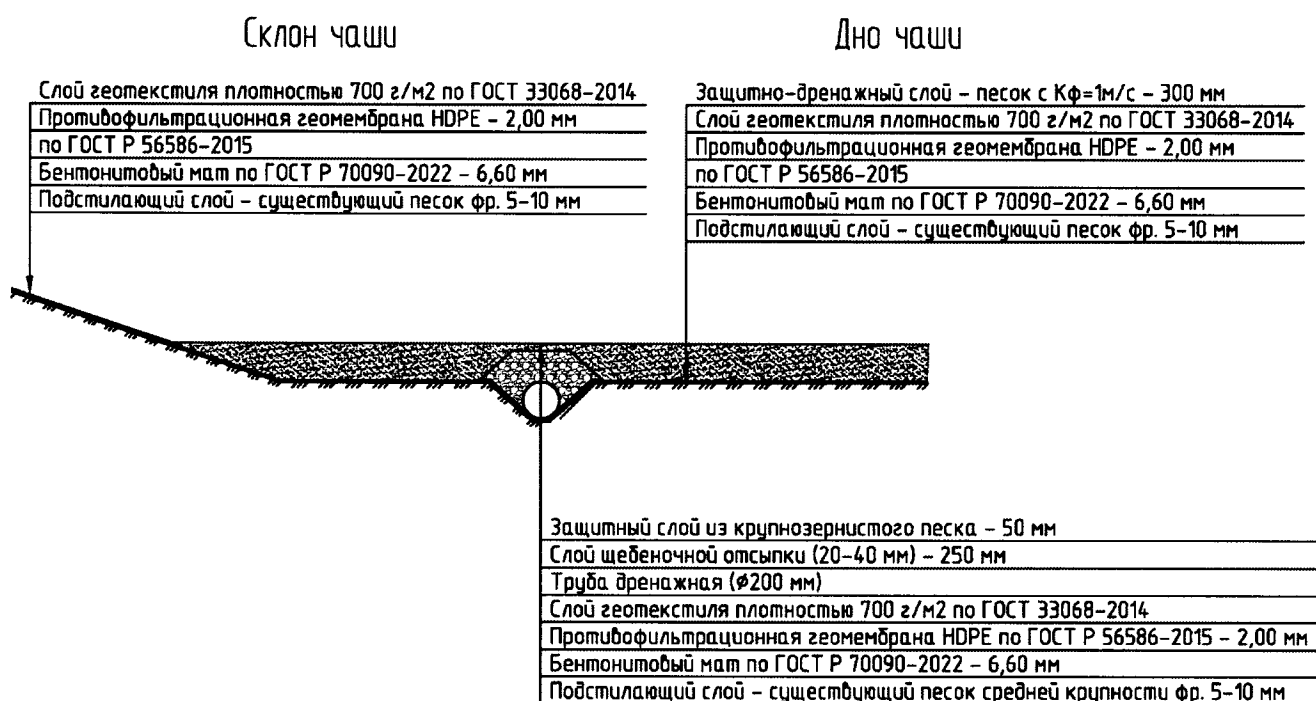 Склон чаши
Слой геотекстиля плотностью 700 г/м2 по ГОСТ 33068-2014
Противофильтрационная геомембрана HDPE - 2,00 мм
по ГОСТ Р 56586-2015
Бентонитовый мат по ГОСТ Р 70090-2022 - 6,60 мм
Подстилающий слой - существующий песок фр. 5-10 мм
Дно чаши
Защитно-дренажный слой - песок с Кф=1м/с - 300 мм
Слой геотекстиля плотностью 700 г/м2 по ГОСТ 33068-2014
Противофильтрационная геомембрана HDPE - 2,00 мм
по ГОСТ Р 56586-2015
Бентонитовый мат по ГОСТ Р 70090-2022 - 6,60 мм
Подстилающий слой - существующий песок фр. 5-10 мм
Защитный слой из крупнозернистого песка - 50 мм
Слой щебеночной отсыпки (20-40 мм) - 250 мм
Труба дренажная (ø200 мм)
Слой геотекстиля плотностью 700 г/м2 по ГОСТ 33068-2014
Противофильтрационная геомембрана HDPE по ГОСТ Р 56586-2015 - 2,00 мм
Бентонитовый мат по ГОСТ Р 70090-2022 - 6,60 мм
Подстилающий слой - существующий песок средней крупности фр. 5-10 мм